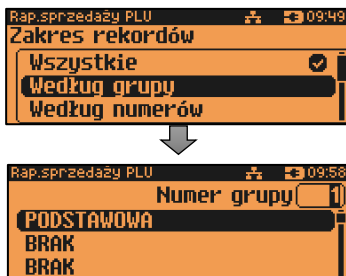 Rap.sprzedaży PLU 09:49
Zakres rekordów
Wszystkie
Według grupy
Według numerów
Rap.sprzedaży PLU 09:58
Numer grupy 1
PODSTAWOWA
BRAK
BRAK